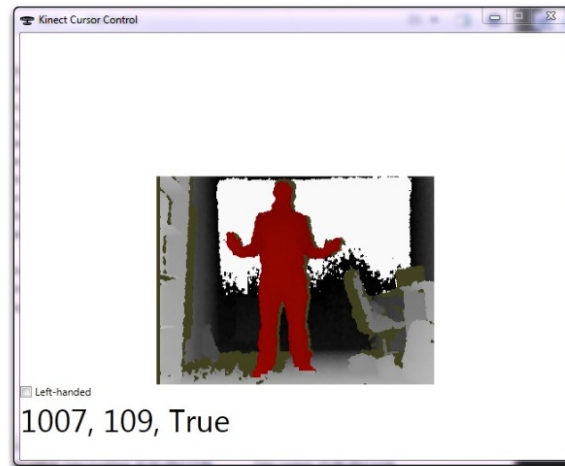 Kinect Cursor Control
Left-handed
1007, 109, True